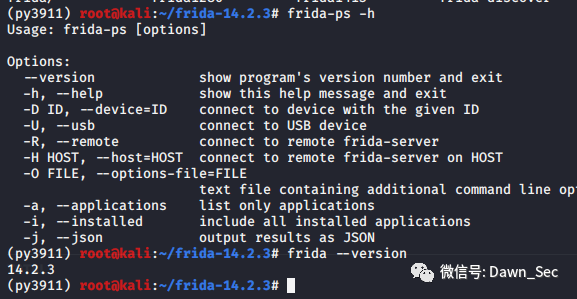 (py3911) root@kali:~/frida-14.2.3# frida-ps -h
Usage: frida-ps [options]
Options:
--version show program's version number and exit
-h, --help show this help message and exit
-D ID, --device=ID connect to device with the given ID
-U, --usb connect to USB device
-R, --remote connect to remote frida-server
-H HOST, --host=HOST connect to remote frida-server on HOST
-O FILE, --options-file=FILE
text file containing additional command line op
-a, --applications list only applications
-i, --installed include all installed applications
-j, --json output results as JSON
(py3911) root@kali:~/frida-14.2.3# frida --version
14.2.3
(py3911) root@kali:~/frida-14.2.3#
微信号: Dawn_Sec